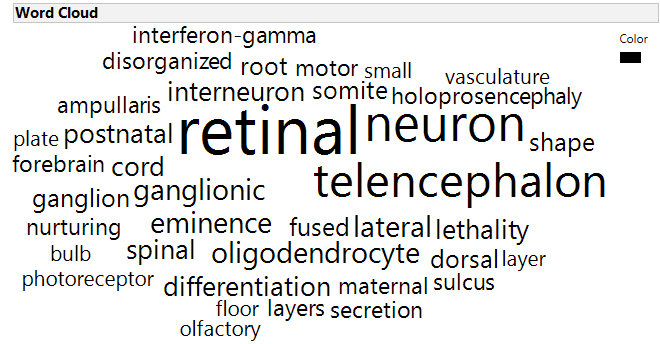 Word Cloud
Color
interferon-gamma
disorganized root motor small vasculature
interneuron somite holoprosencephaly
ampullaris
plate postnatal retinal neuron shape
forebrain cord telencephalon
ganglion ganglionic
nurturing eminence fused lateral lethality
bulb spinal oligodendrocyte dorsal layer
photoreceptor differentiation maternal sulcus
floor layers secretion
olfactory